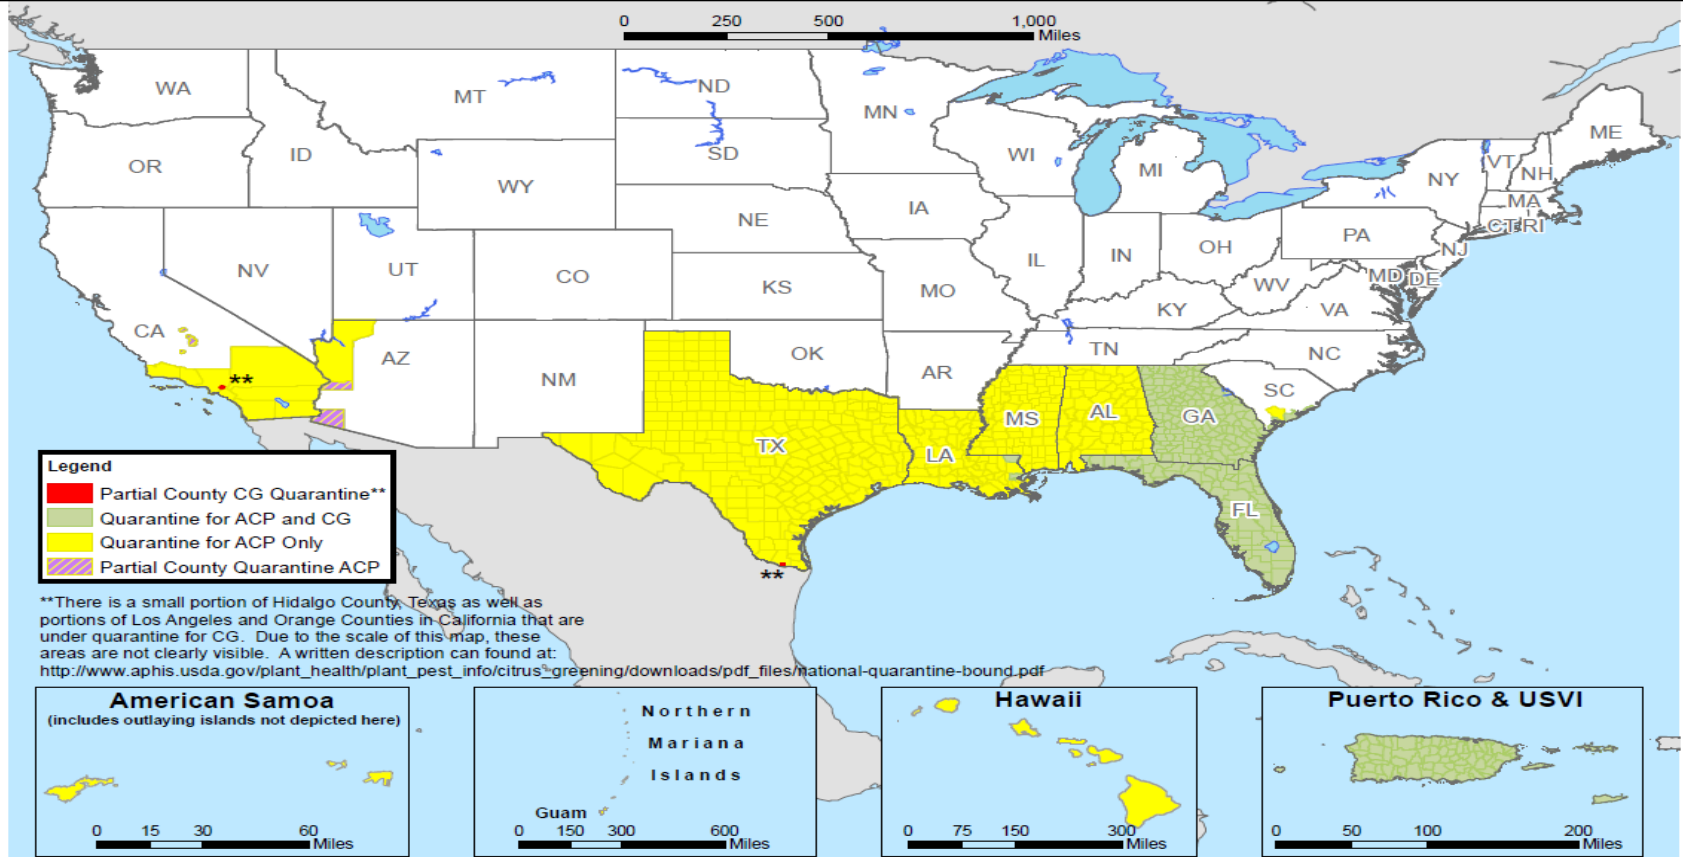 0 250 500 1,000
Miles
WA
MT
ND
MN
ME
OR
ID
SD
WI
MI
VT
NH
NY
WY
MA
IA
NE
CT RI
PA
NJ
NV
UT
CO
IL
IN
OH
MD DE
KS
MO
WV
VA
KY
CA
AZ
NM
OK
AR
TN
NC
SC
**
MS
AL
GA
TX
LA
FL
**
Legend
Partial County CG Quarantine**
Quarantine for ACP and CG
Quarantine for ACP Only
Partial County Quarantine ACP
**There is a small portion of Hidalgo County, Texas as well as
portions of Los Angeles and Orange Counties in California that are
under quarantine for CG. Due to the scale of this map, these
areas are not clearly visible. A written description can found at:
http://www.aphis.usda.gov/plant_health/plant_pest_info/citrus_greening/downloads/pdf_files/national-quarantine-bound.pdf
American Samoa
(includes outlaying islands not depicted here)
0 15 30 60
Miles
Northern
Mariana
Islands
Guam
0 150 300 600
Miles
Hawaii
0 75 150 300
Miles
Puerto Rico & USVI
0 50 100 200
Miles